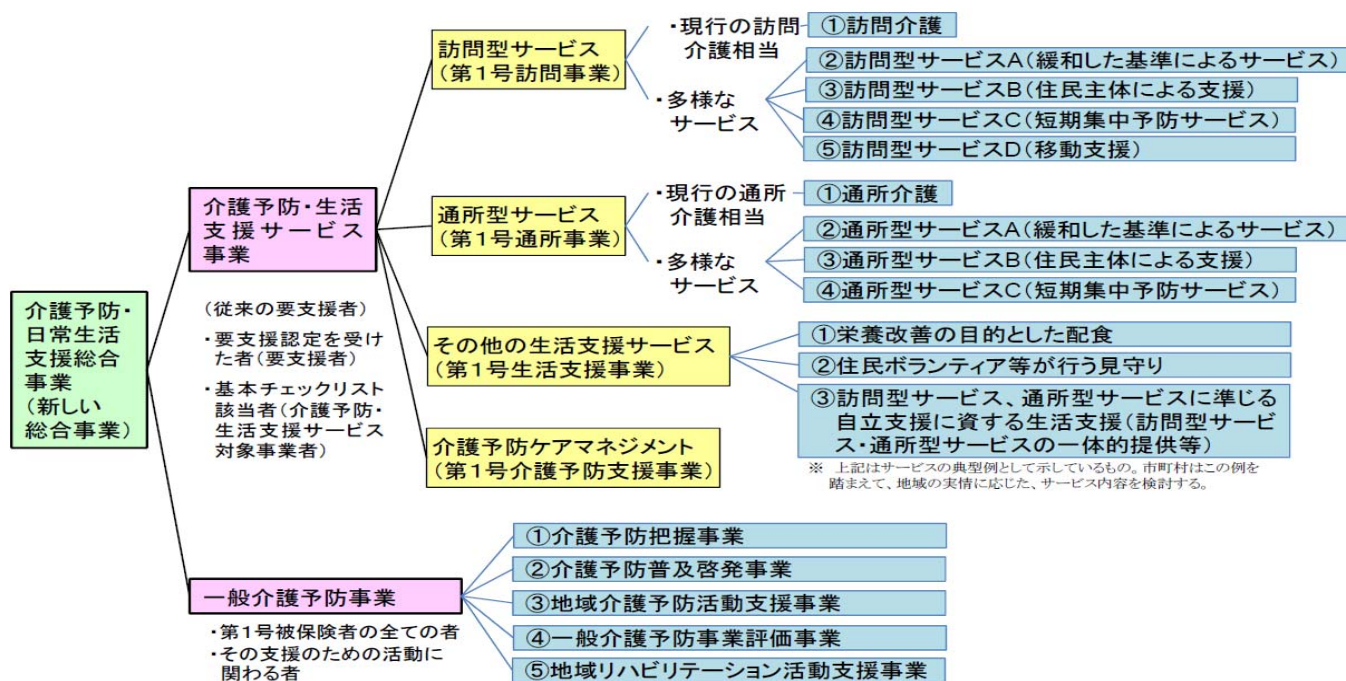 介護予防・
日常生活
支援総合
事業
(新しい
総合事業)
介護予防・生活
支援サービス
事業
(従来の要支援者)
・要支援認定を受け
た者(要支援者)
・基本チェックリスト
該当者(介護予防・
生活支援サービス
対象事業者)
訪問型サービス
(第1号訪問事業)
・現行の訪問
介護相当
①訪問介護
・多様な
サービス
②訪問型サービスA(緩和した基準によるサービス)
③訪問型サービスB(住民主体による支援)
④訪問型サービスC(短期集中予防サービス)
⑤訪問型サービスD(移動支援)
通所型サービス
(第1号通所事業)
・現行の通所
介護相当
①通所介護
・多様な
サービス
②通所型サービスA(緩和した基準によるサービス)
③通所型サービスB(住民主体による支援)
④通所型サービスC(短期集中予防サービス)
その他の生活支援サービス
(第1号生活支援事業)
①栄養改善の目的とした配食
②住民ボランティア等が行う見守り
③訪問型サービス、通所型サービスに準じる
自立支援に資する生活支援(訪問型サービ
ス・通所型サービスの一体的提供等)
※ 上記はサービスの典型例として示しているもの。市町村はこの例を
踏まえて、地域の実情に応じた、サービス内容を検討する。
介護予防ケアマネジメント
(第1号介護予防支援事業)
一般介護予防事業
・第1号被保険者の全ての者
・その支援のための活動に
関わる者
①介護予防把握事業
②介護予防普及啓発事業
③地域介護予防活動支援事業
④一般介護予防事業評価事業
⑤地域リハビリテーション活動支援事業